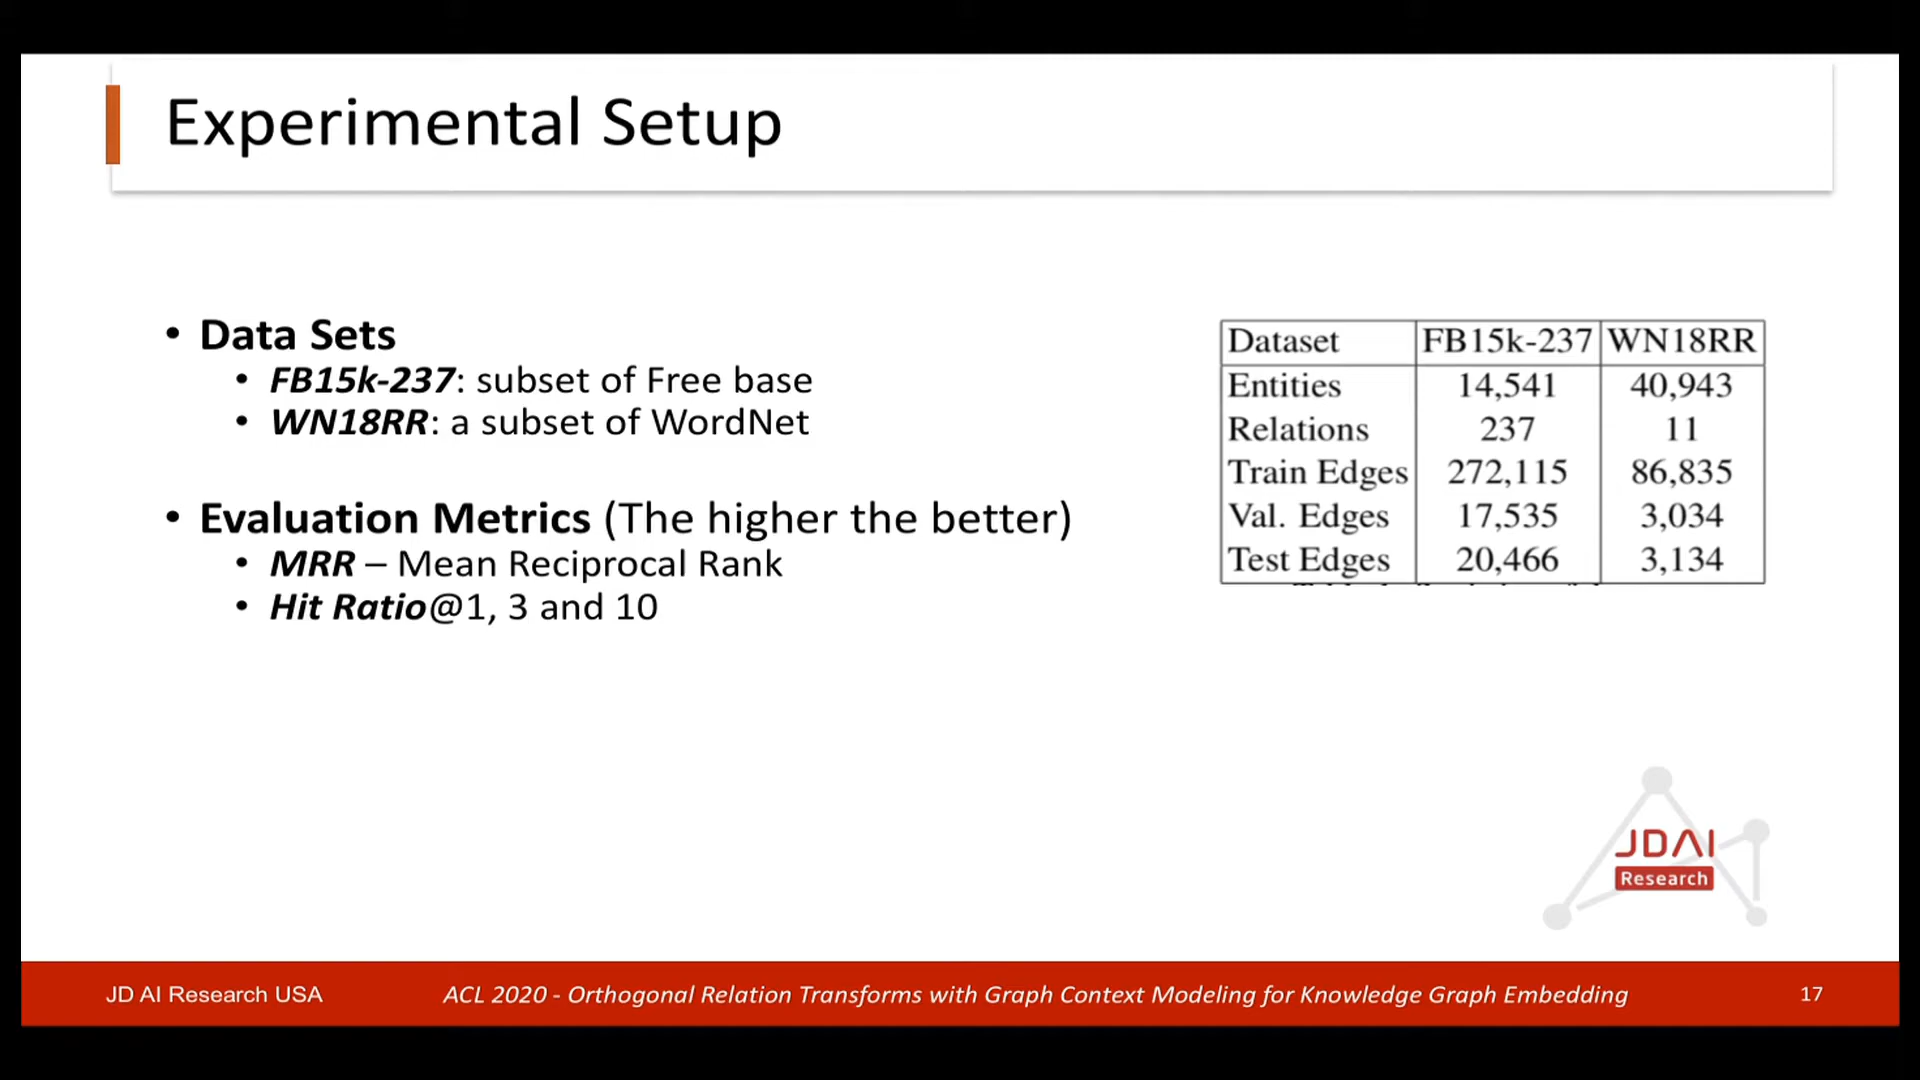 Experimental Setup
• Data Sets
• FB15k-237: subset of Free base
• WN18RR: a subset of WordNet
• Evaluation Metrics (The higher the better)
• MRR – Mean Reciprocal Rank
• Hit Ratio@1, 3 and 10
Dataset FB15k-237 WN18RR
Entities 14,541 40,943
Relations 237 11
Train Edges 272,115 86,835
Val. Edges 17,535 3,034
Test Edges 20,466 3,134
JDAI
Research
JD AI Research USA
ACL 2020 - Orthogonal Relation Transforms with Graph Context Modeling for Knowledge Graph Embedding
17